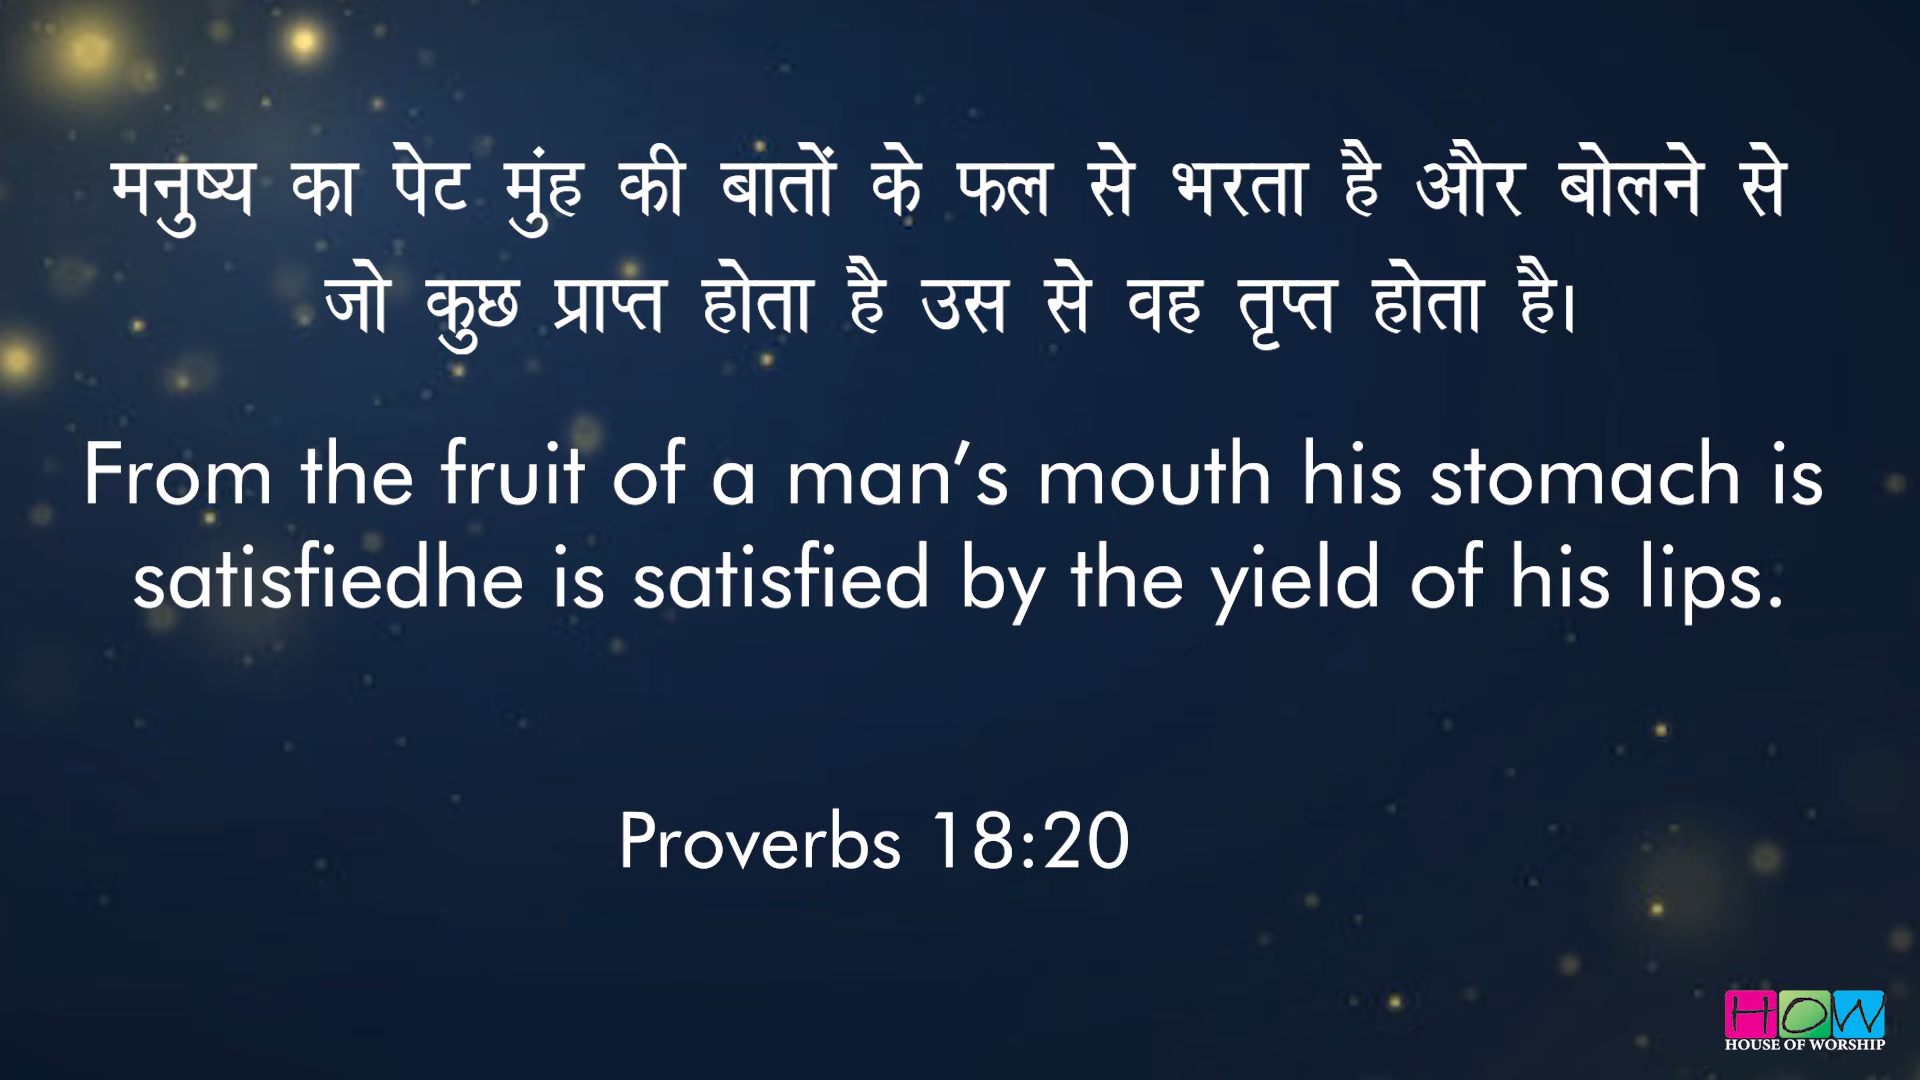 मनुष्य का पेट मुंह की बातों के फल से भरता है और बोलने से
जो कुछ प्राप्त होता है उस से वह तृप्त होता है।
From the fruit of a man’s mouth his stomach is
satisfiedhe is satisfied by the yield of his lips.
Proverbs 18:20
HOW
HOUSE OF WORSHIP